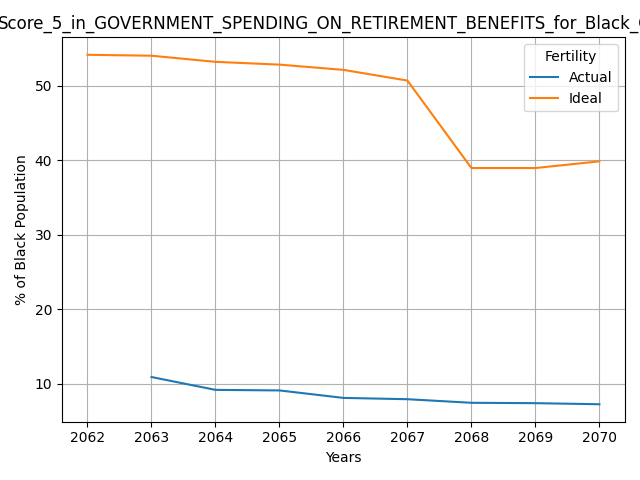 Score_5_in_GOVERNMENT_SPENDING_ON_RETIREMENT_BENEFITS_for_Black_
Fertility
Actual
Ideal
% of Black Population
50
40
30
20
10
2062 2063 2064 2065 2066 2067 2068 2069 2070
Years